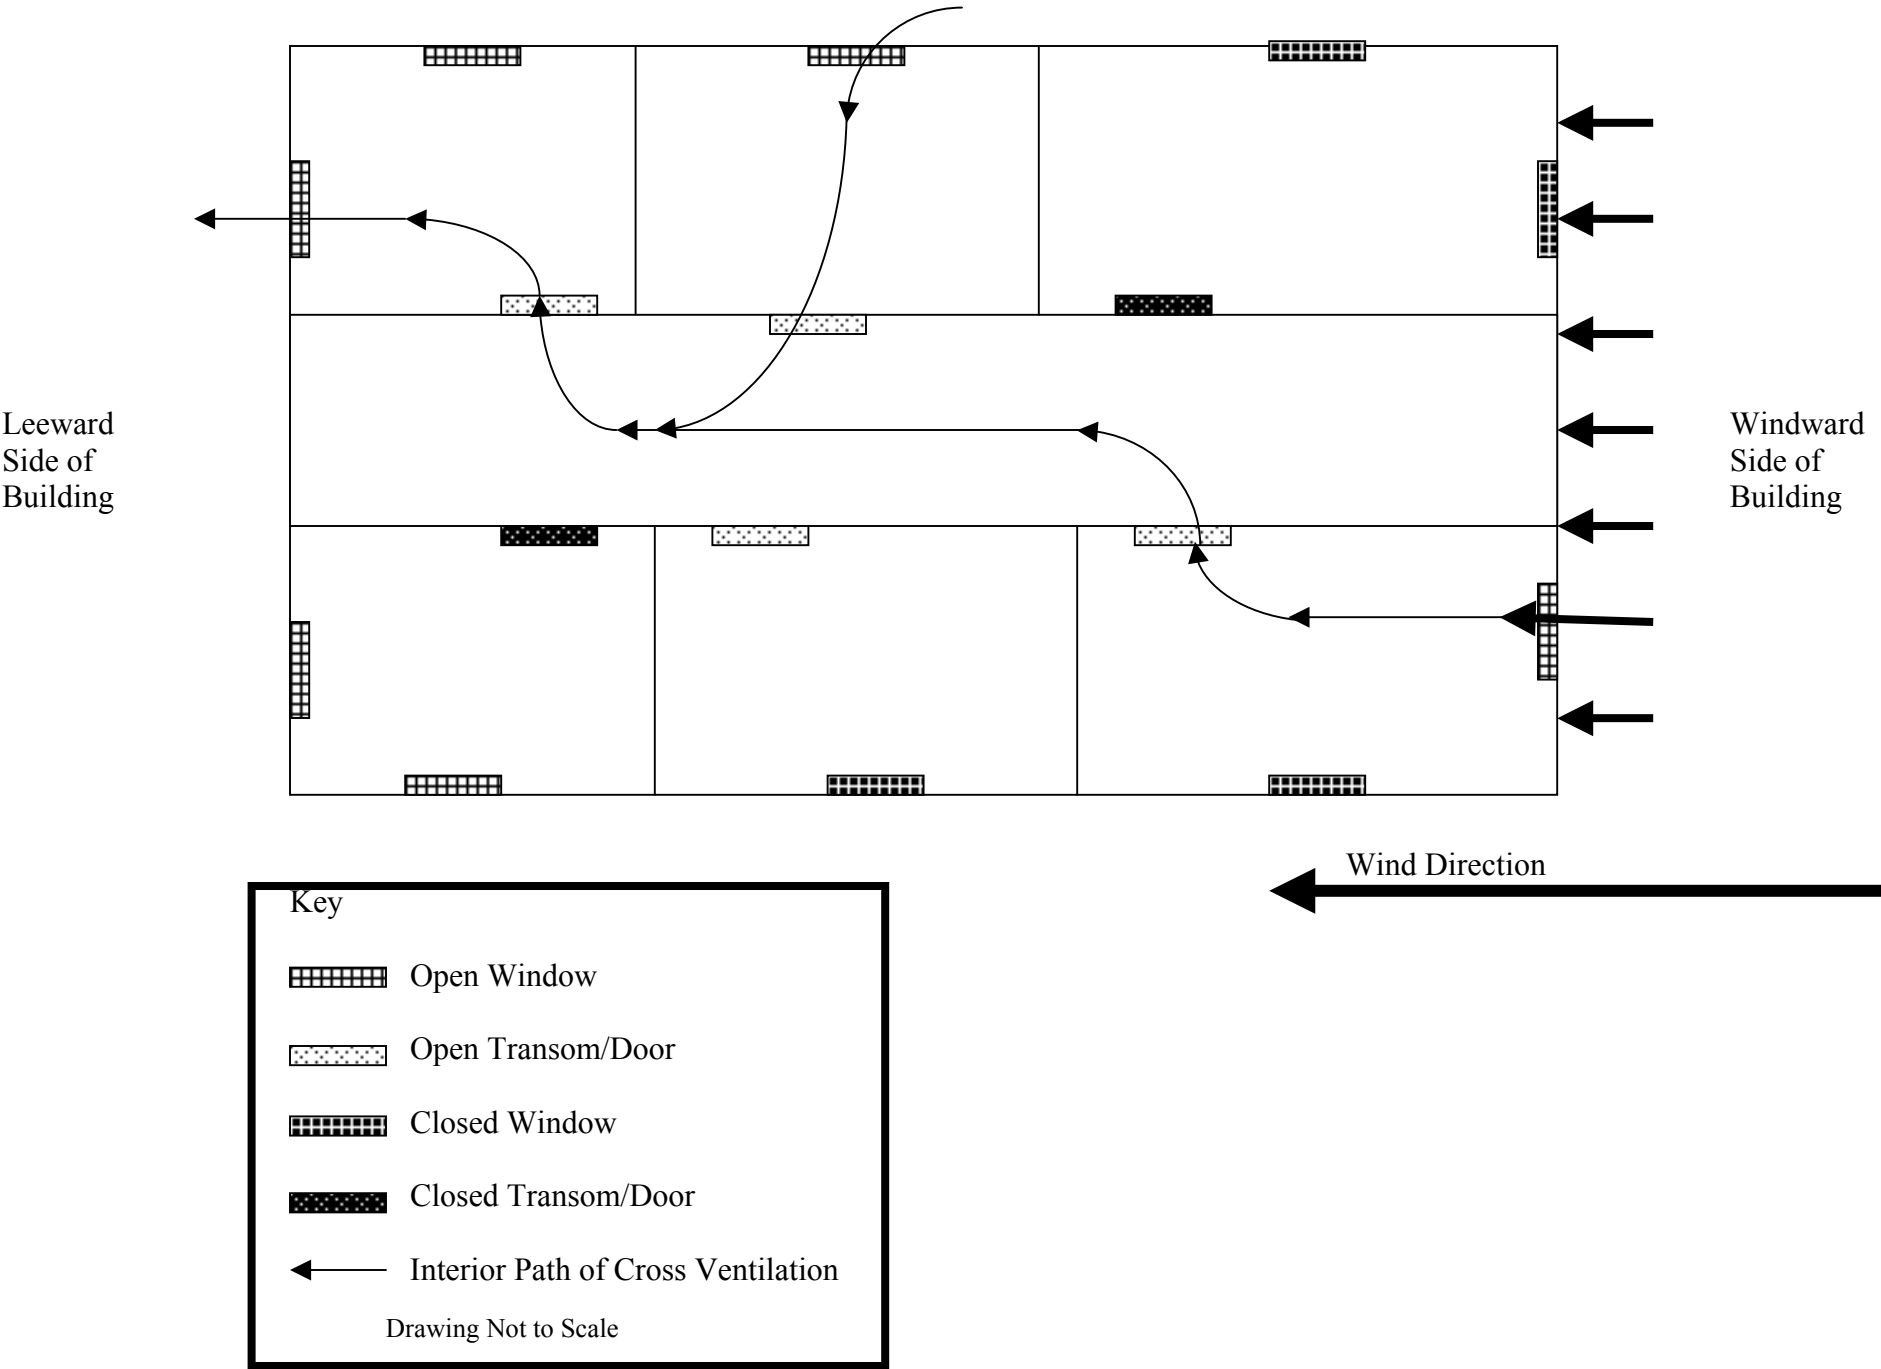 Leeward
Side of
Building
Windward
Side of
Building
Wind Direction
Key
Open Window
Open Transom/Door
Closed Window
Closed Transom/Door
Interior Path of Cross Ventilation
Drawing Not to Scale